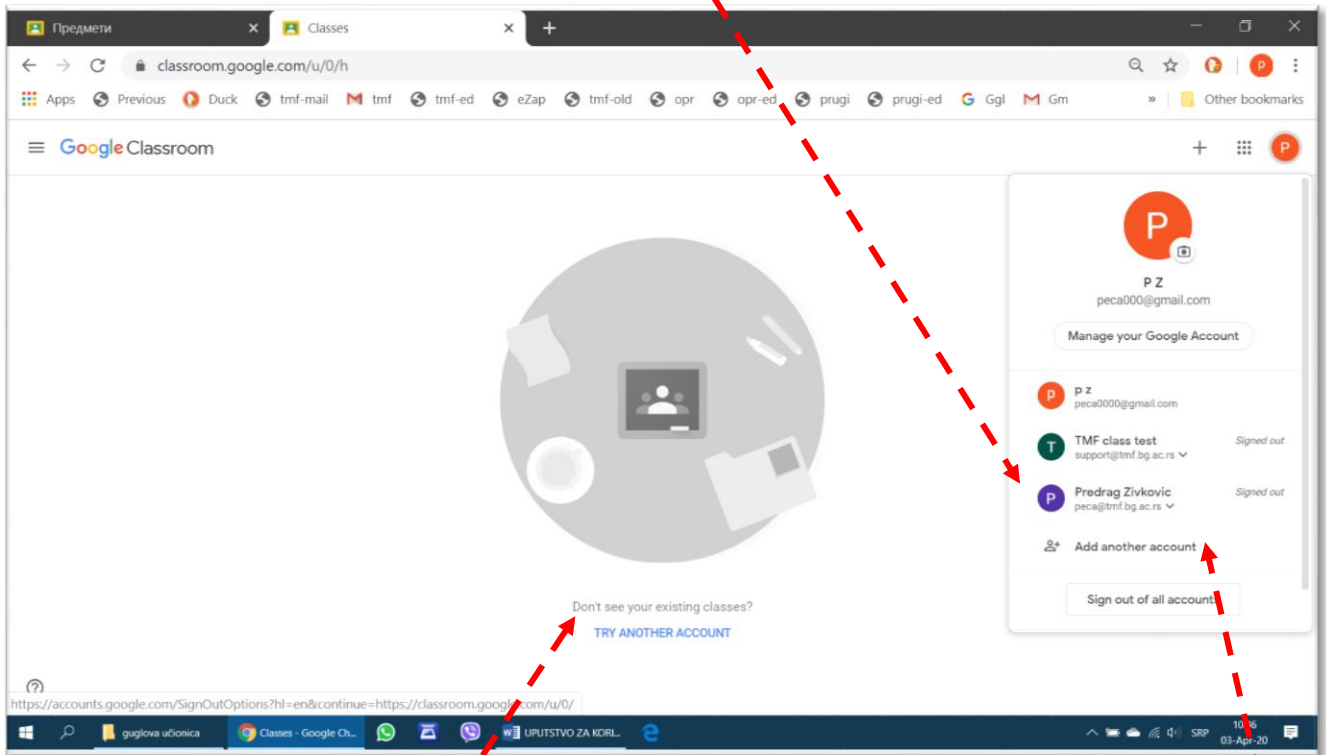 Предмети
Classes
classroom.google.com/u/0/h
Apps Previous Duck tmf-mail tmf tmf-ed eZap tmf-old opr opr-ed prugi prugi-ed Ggl Gm » Other bookmarks
Google Classroom
P
P
P Z
peca000@gmail.com
Manage your Google Account
P
p z
peca0000@gmail.com
T
TMF class test Signed out
support@tmf.bg.ac.rs
P
Predrag Zivkovic Signed out
peca@tmf.bg.ac.rs
Add another account
Sign out of all accounts
Don't see your existing classes?
TRY ANOTHER ACCOUNT
https://accounts.google.com/SignOutOptions?hl=en&continue=https://classroom.google.com/u/0/
guglova učionica Classes - Google Ch... UPUTSTVO ZA KORI... SRP
03-Apr-20